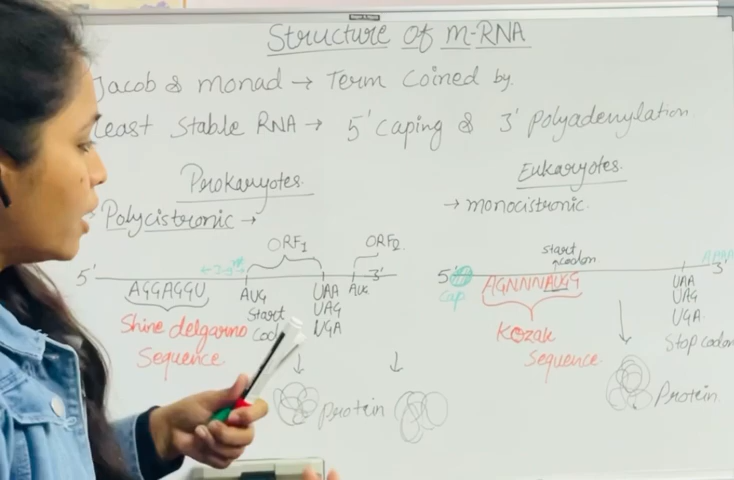 Structure of m-RNA
Jacob & monad → Term Coined by.
Least Stable RNA → 5' Caping & 3' Polyadenylation
Prokaryotes.
Polycistronic →
ORF1
ORF2
5'
3'
AGGAGGU
AUG
Start
UAA
UAG
UGA
AUG
Shine delgarno
Sequence
Protein
Eukaryotes.
→ monocistronic.
start
codon
5'
3'
Cap
AGNNNAUGG
Kozak
Sequence.
UAA
UAG
UGA.
Stop codon
Protein.